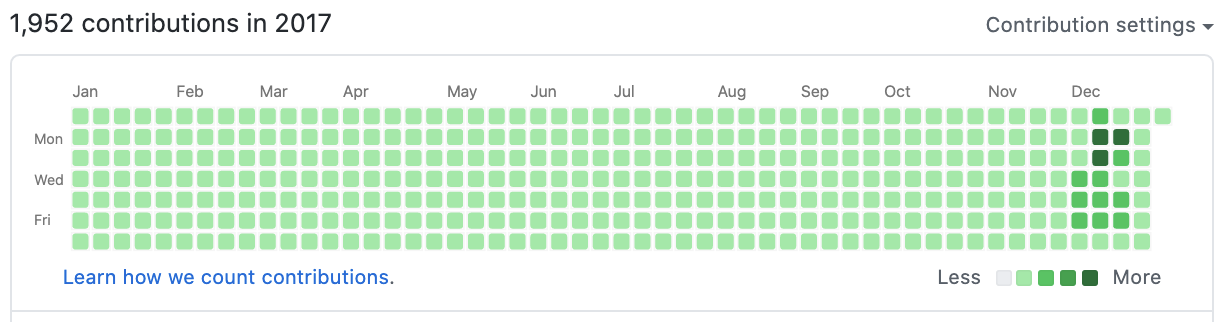 1,952 contributions in 2017
Contribution settings
Jan Feb Mar Apr May Jun Jul Aug Sep Oct Nov Dec
Mon
Wed
Fri
Learn how we count contributions.
Less More